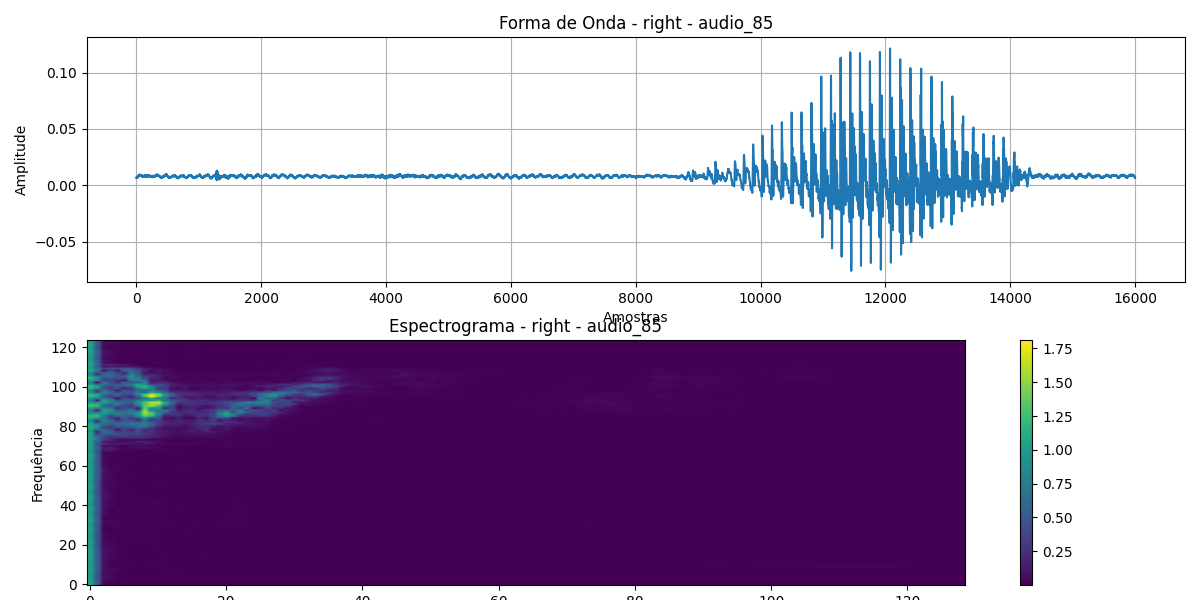 Forma de Onda - right - audio_85
Amplitude
0.10
0.05
0.00
−0.05
0 2000 4000 6000 8000 10000 12000 14000 16000
Amostras
Espectrograma - right - audio_85
Frequência
120
100
80
60
40
20
0
0 20 40 60 80 100 120
1.75
1.50
1.25
1.00
0.75
0.50
0.25